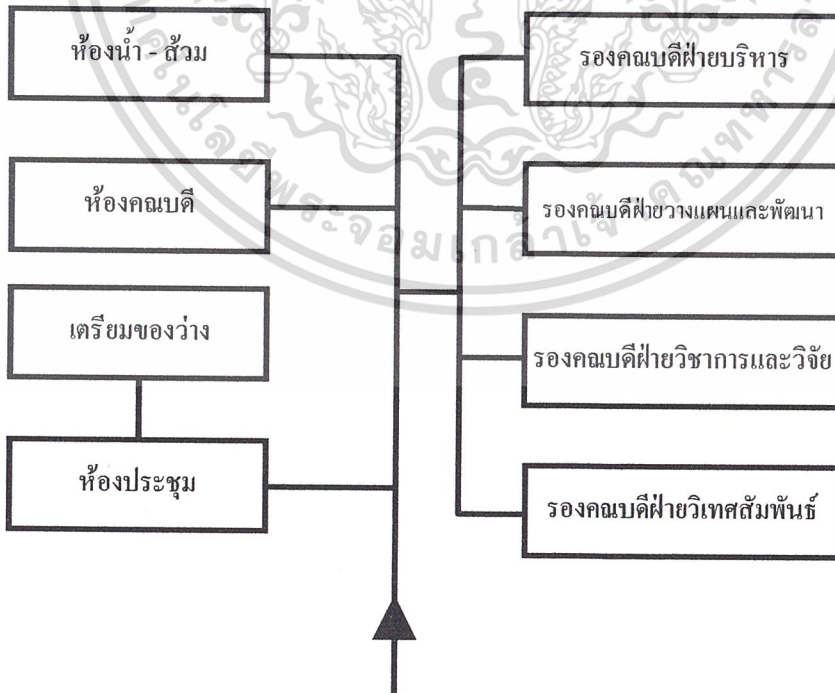 ห้องน้ำ - ส้วม
ห้องคณบดี
เตรียมของว่าง
ห้องประชุม
รองคณบดีฝ่ายบริหาร
รองคณบดีฝ่ายวางแผนและพัฒนา
รองคณบดีฝ่ายวิชาการและวิจัย
รองคณบดีฝ่ายวิเทศสัมพันธ์